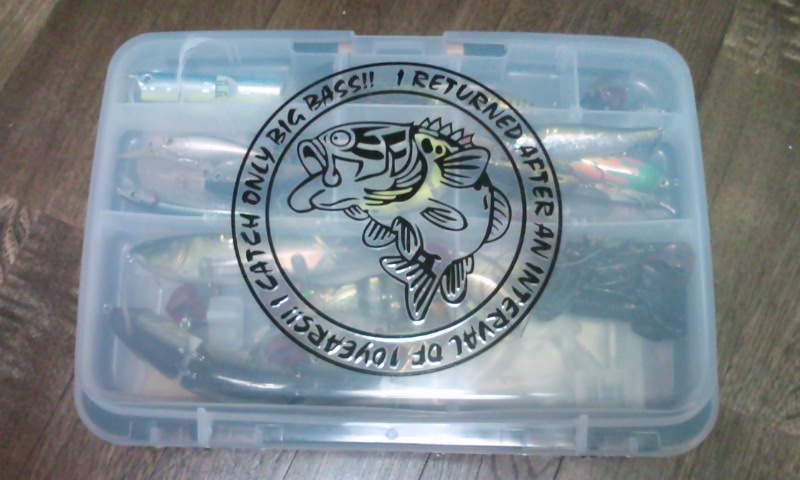 I CATCH ONLY BIG BASS!! I RETURNED AFTER AN INTERVAL OF 10YEARS!!